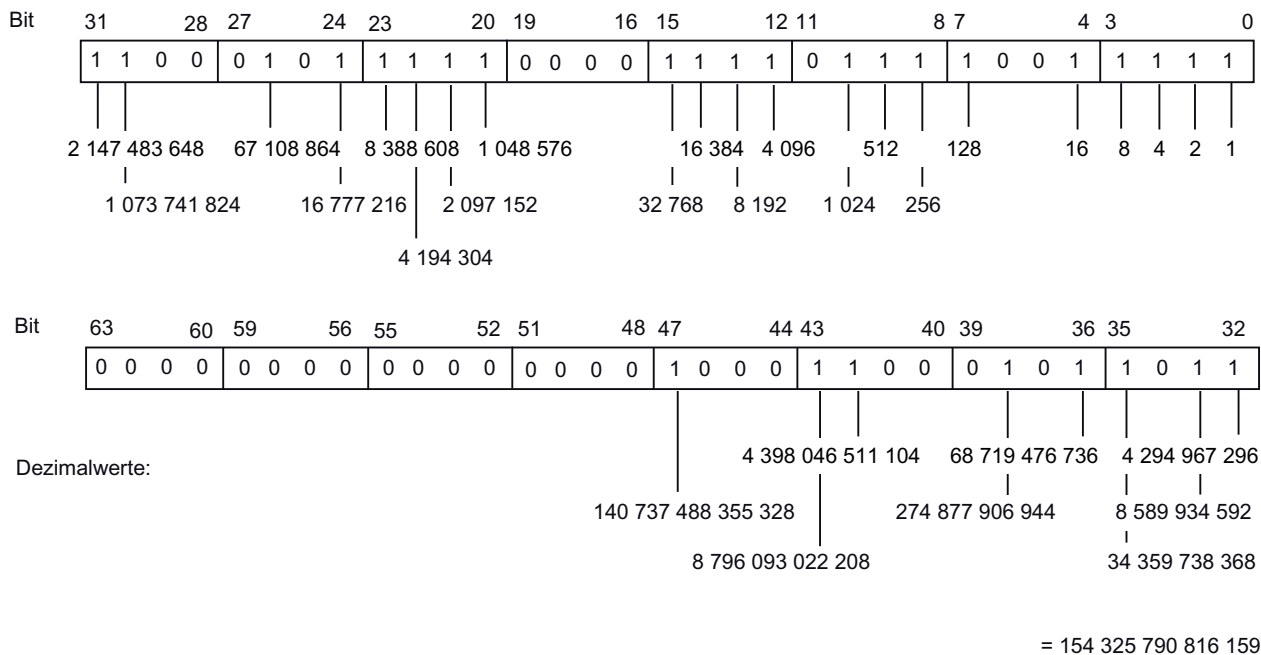 Bit 31 28 27 24 23 20 19 16 15 12 11 8 7 4 3 0
1 1 0 0 0 1 0 1 1 1 1 1 0 0 0 0 1 1 1 1 0 1 1 1 1 0 0 1 1 1 1 1
2 147 483 648 67 108 864 8 388 608 1 048 576 16 384 4 096 512 128 16 8 4 2 1
1 073 741 824 16 777 216 2 097 152 32 768 8 192 1 024 256
4 194 304
Bit 63 60 59 56 55 52 51 48 47 44 43 40 39 36 35 32
0 0 0 0 0 0 0 0 0 0 0 0 0 0 0 0 1 0 0 0 1 1 0 0 0 1 0 1 1 0 1 1
4 398 046 511 104 68 719 476 736 4 294 967 296
Dezimalwerte:
140 737 488 355 328 274 877 906 944 8 589 934 592
8 796 093 022 208 34 359 738 368
= 154 325 790 816 159